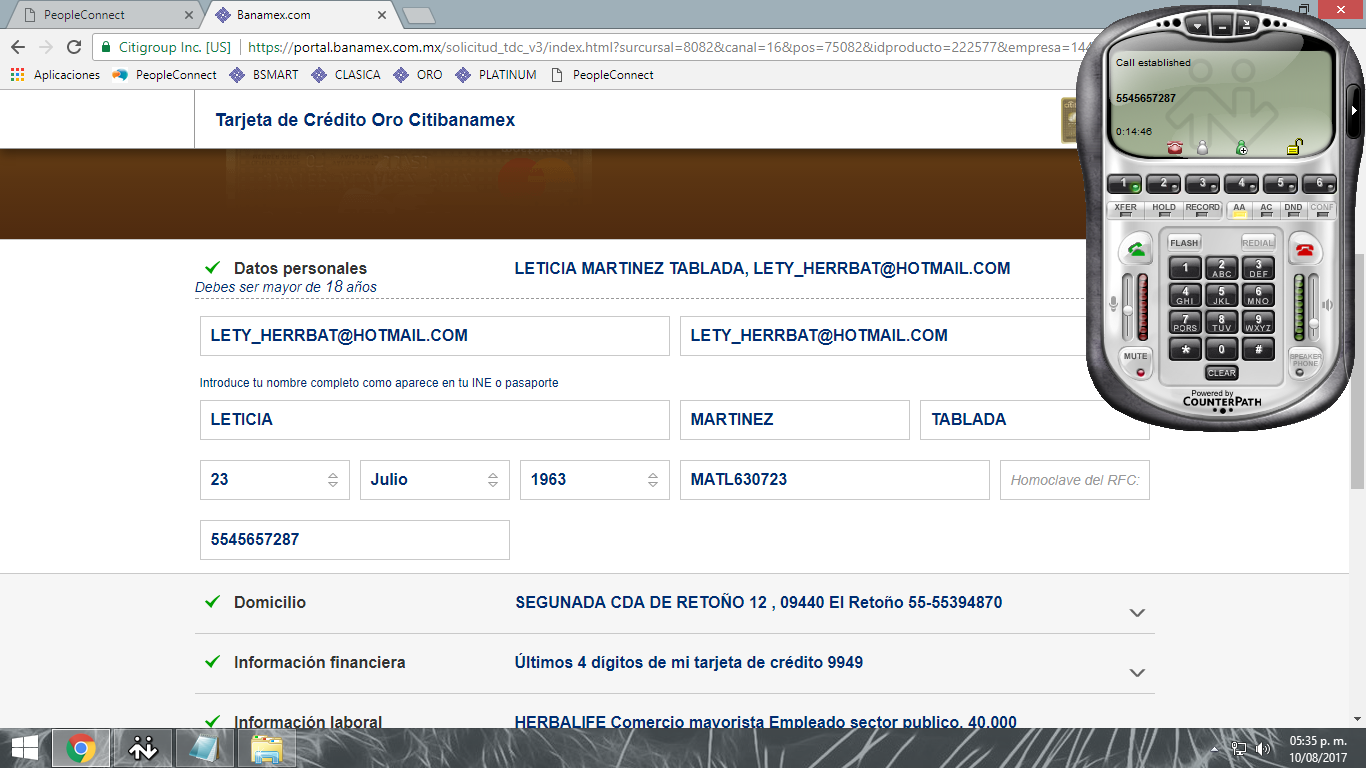 PeopleConnect
Banamex.com
Citigroup Inc. [US]
https://portal.banamex.com.mx/solicitud_tdc_v3/index.html?sursursal=8082&canal=16&pos=75082&idproducto=222577&empresa=144
Aplicaciones PeopleConnect BSMART CLASICA ORO PLATINUM PeopleConnect
Tarjeta de Crédito Oro Citibanamex
Datos personales LETICIA MARTINEZ TABLADA, LETY_HERRBAT@HOTMAIL.COM
Debes ser mayor de 18 años
LETY_HERRBAT@HOTMAIL.COM LETY_HERRBAT@HOTMAIL.COM
Introduce tu nombre completo como aparece en tu INE o pasaporte
LETICIA MARTINEZ TABLADA
23 Julio 1963 MATL630723 Homoclave del RFC:
5545657287
Domicilio SEGUNADA CDA DE RETOÑO 12 , 09440 El Retoño 55-55394870
Información financiera Últimos 4 dígitos de mi tarjeta de crédito 9949
Información laboral HERBALIFE Comercio mayorista Empleado sector publico, 40,000
Call established
5545657287
0:14:46
1 2 3 4 5 6
XFER HOLD RECORD AA AC DND CONF
FLASH REDIAL
1 2 ABC 3 DEF
4 GHI 5 JKL 6 MNO
7 PQRS 8 TUV 9 WXYZ
* 0 #
MUTE CLEAR SPEAKER PHONE
Powered by
COUNTERPATH
05:35 p. m.
10/08/2017